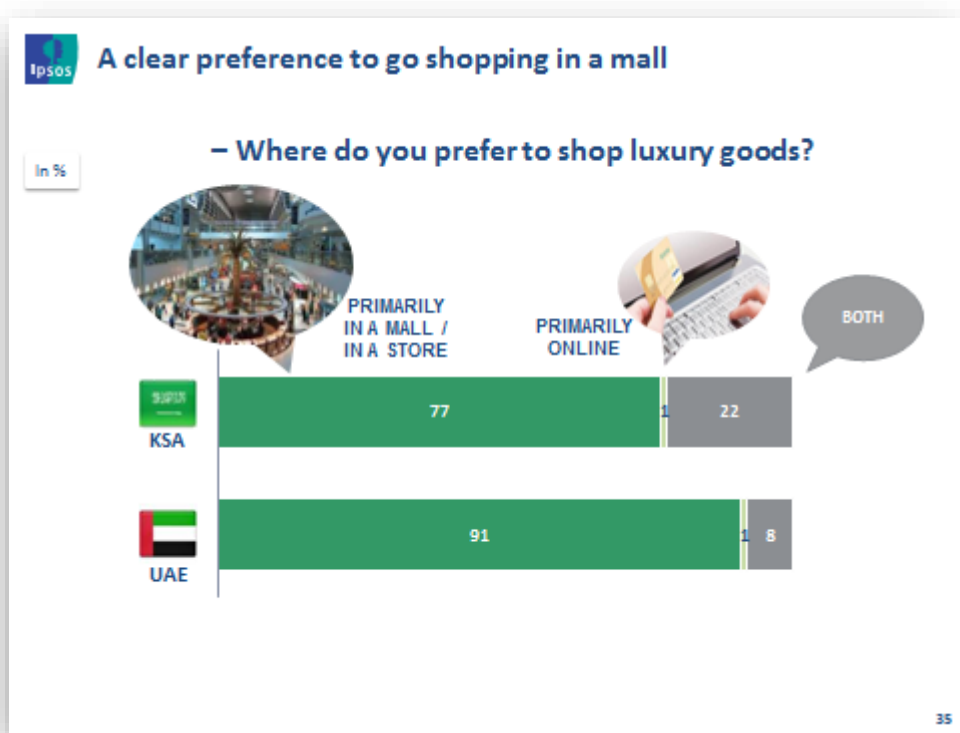 Ipsos
A clear preference to go shopping in a mall
– Where do you prefer to shop luxury goods?
In %
PRIMARILY
IN A MALL /
IN A STORE
PRIMARILY
ONLINE
BOTH
KSA
77
1
22
UAE
91
1
8
35